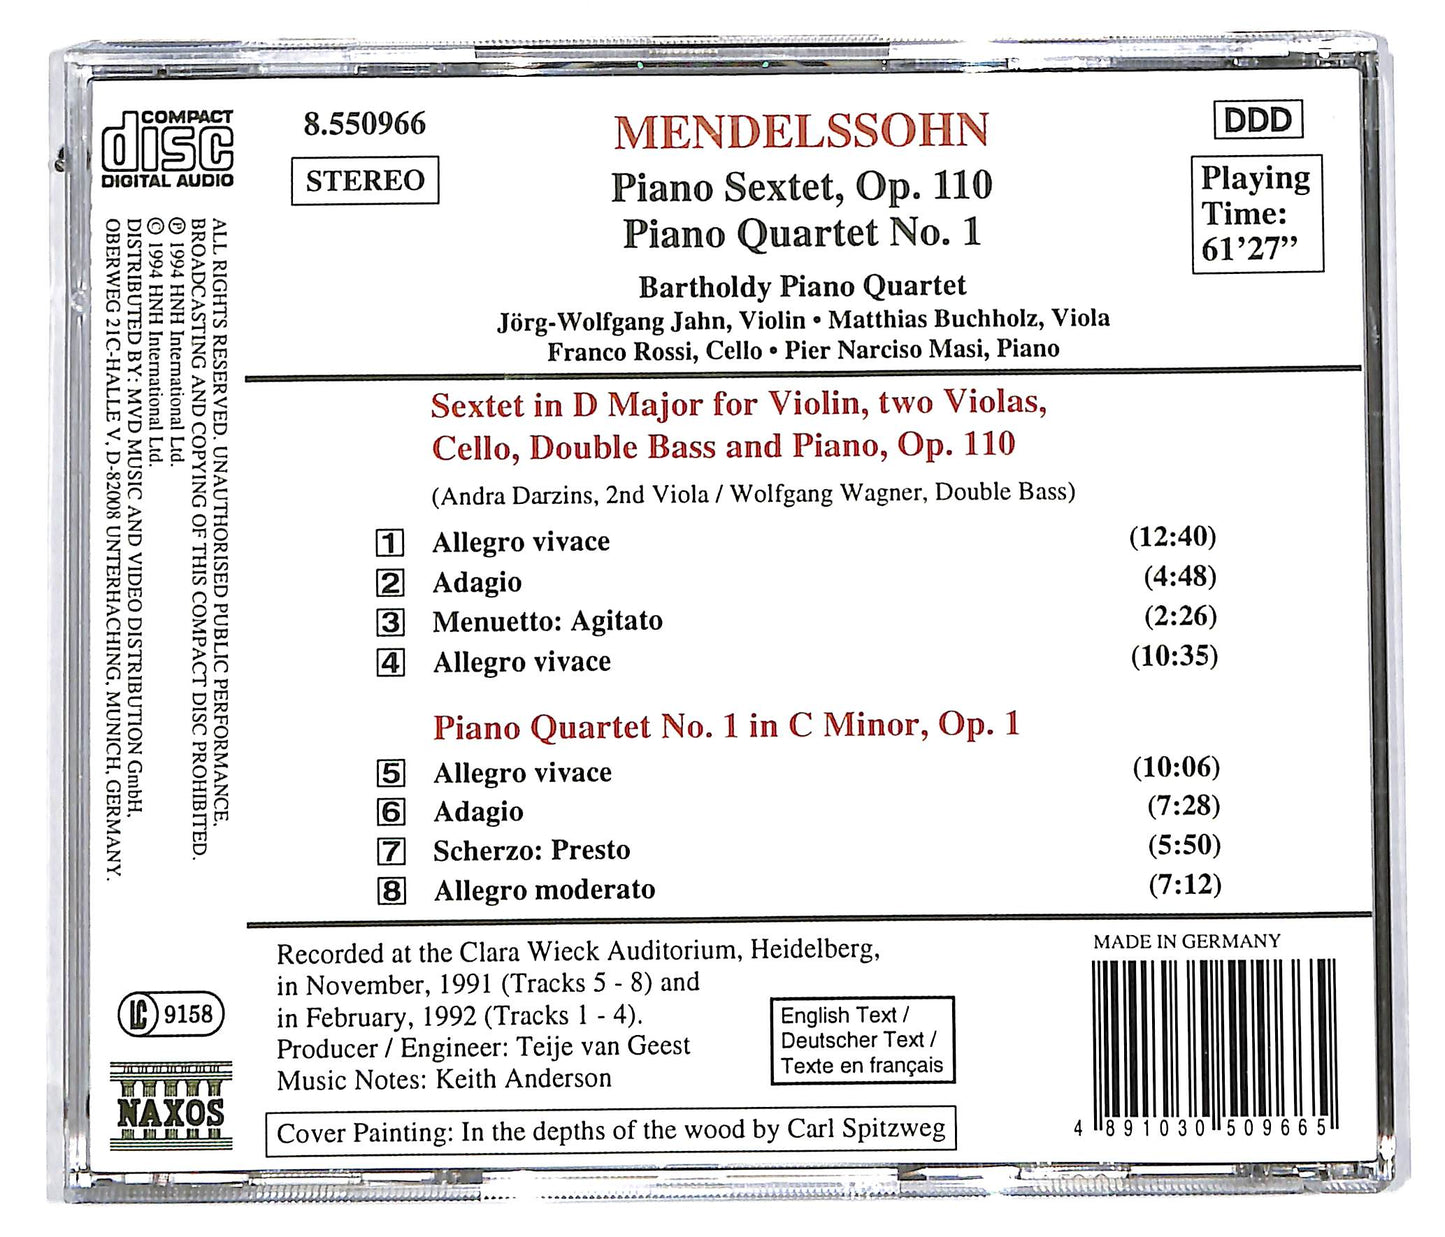 COMPACT
disc
DIGITAL AUDIO
8.550966
STEREO
MENDELSSOHN
Piano Sextet, Op. 110
Piano Quartet No. 1
Bartholdy Piano Quartet
Jörg-Wolfgang Jahn, Violin • Matthias Buchholz, Viola
Franco Rossi, Cello • Pier Narciso Masi, Piano
DDD
Playing
Time:
61’27”
ALL RIGHTS RESERVED. UNAUTHORISED PUBLIC PERFORMANCE,
BROADCASTING AND COPYING OF THIS COMPACT DISC PROHIBITED.
℗ 1994 HNH International Ltd.
© 1994 HNH International Ltd.
DISTRIBUTED BY: MVD MUSIC AND VIDEO DISTRIBUTION GmbH,
OBERWEG 21C-HALLE V, D-82008 UNTERHACHING, MUNICH, GERMANY.
Sextet in D Major for Violin, two Violas,
Cello, Double Bass and Piano, Op. 110
(Andra Darzins, 2nd Viola / Wolfgang Wagner, Double Bass)
1 Allegro vivace (12:40)
2 Adagio (4:48)
3 Menuetto: Agitato (2:26)
4 Allegro vivace (10:35)
Piano Quartet No. 1 in C Minor, Op. 1
5 Allegro vivace (10:06)
6 Adagio (7:28)
7 Scherzo: Presto (5:50)
8 Allegro moderato (7:12)
Recorded at the Clara Wieck Auditorium, Heidelberg,
in November, 1991 (Tracks 5 - 8) and
in February, 1992 (Tracks 1 - 4).
Producer / Engineer: Teije van Geest
Music Notes: Keith Anderson
English Text /
Deutscher Text /
Texte en français
Cover Painting: In the depths of the wood by Carl Spitzweg
LC 9158
NAXOS
MADE IN GERMANY
4 891030 509665